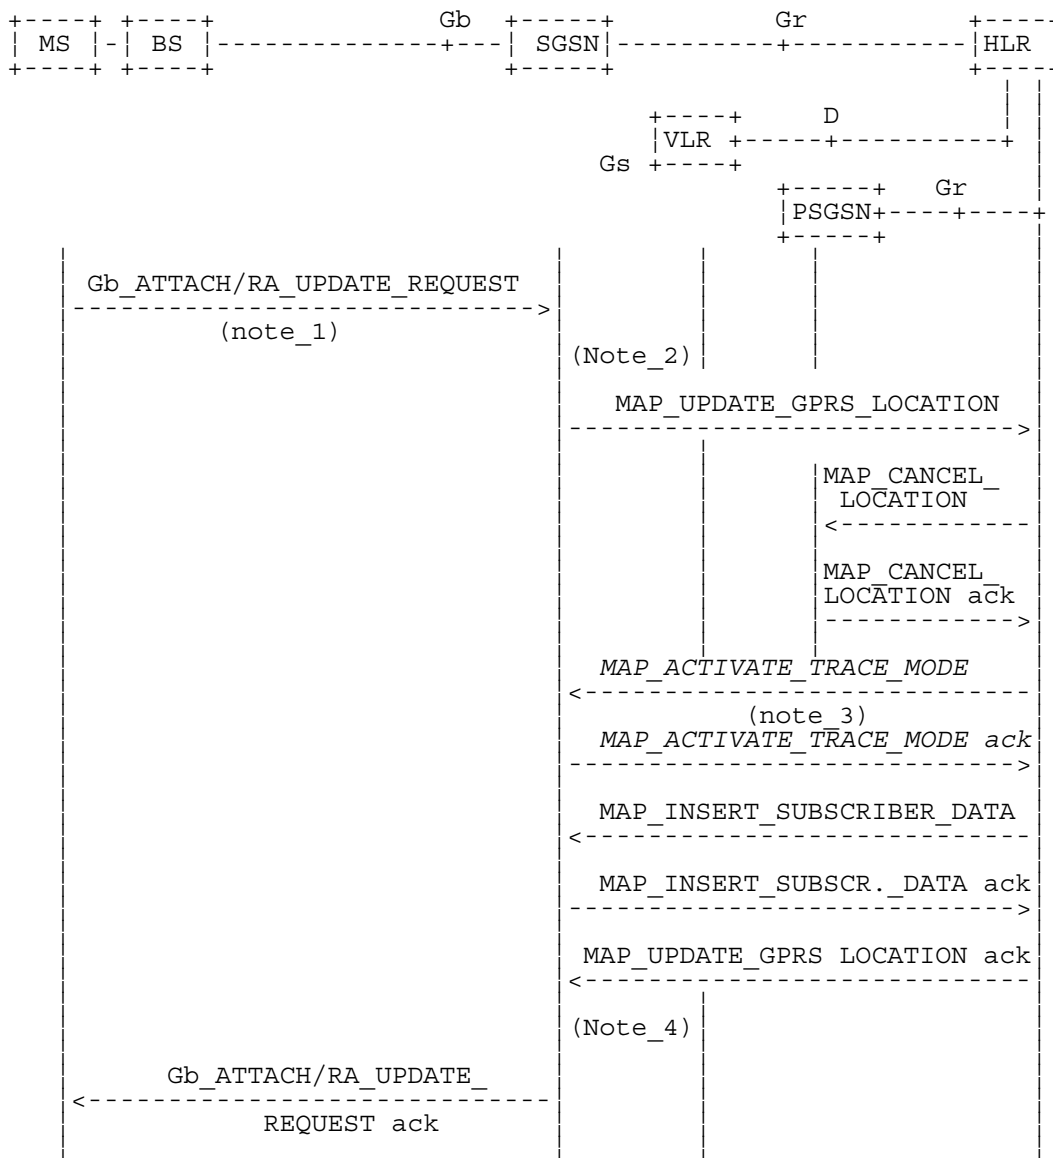 Gb Gr
MS BS SGSN HLR
D
VLR
Gs
Gr
PSGSN
Gb_ATTACH/RA_UPDATE_REQUEST
(note_1)
(Note_2)
MAP_UPDATE_GPRS_LOCATION
MAP_CANCEL_
LOCATION
MAP_CANCEL_
LOCATION ack
MAP_ACTIVATE_TRACE_MODE
(note_3)
MAP_ACTIVATE_TRACE_MODE ack
MAP_INSERT_SUBSCRIBER_DATA
MAP_INSERT_SUBSCR._DATA ack
MAP_UPDATE_GPRS LOCATION ack
(Note_4)
Gb_ATTACH/RA_UPDATE_
REQUEST ack